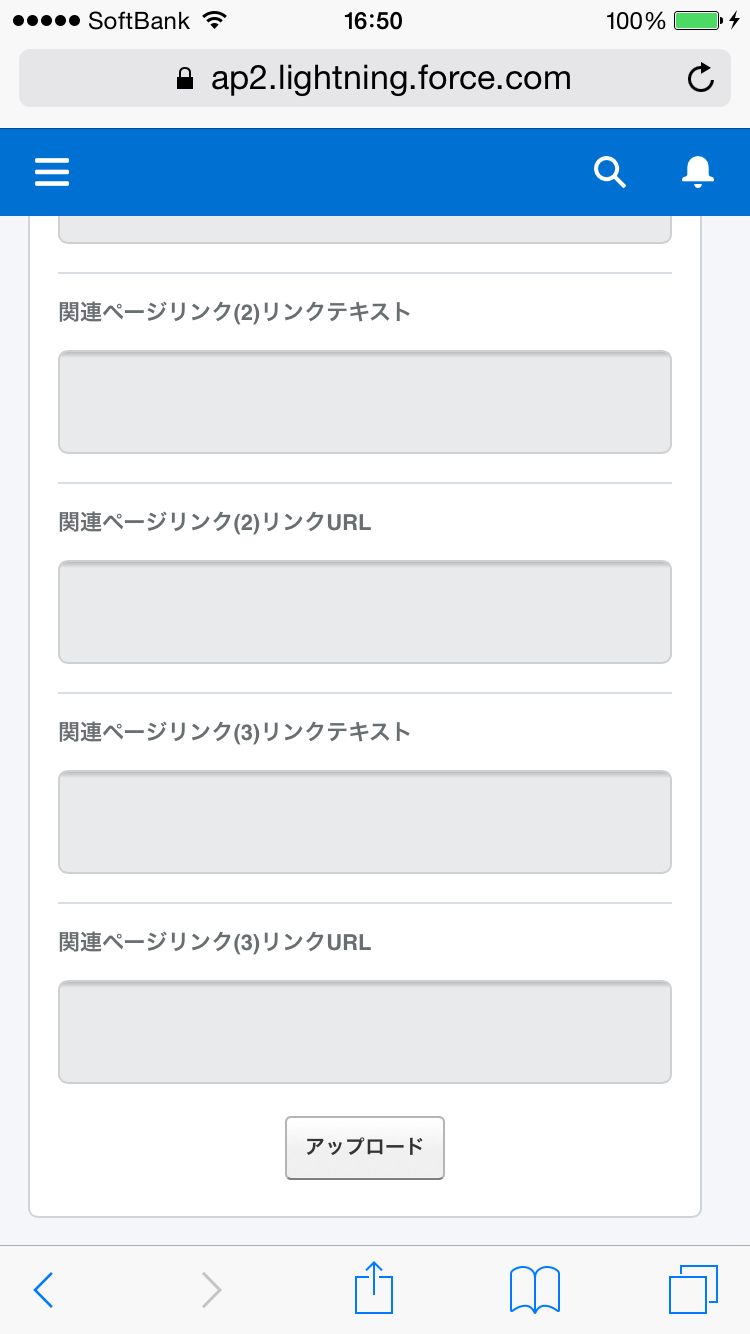 SoftBank 16:50 100%
ap2.lightning.force.com
関連ページリンク(2)リンクテキスト
関連ページリンク(2)リンクURL
関連ページリンク(3)リンクテキスト
関連ページリンク(3)リンクURL
アップロード